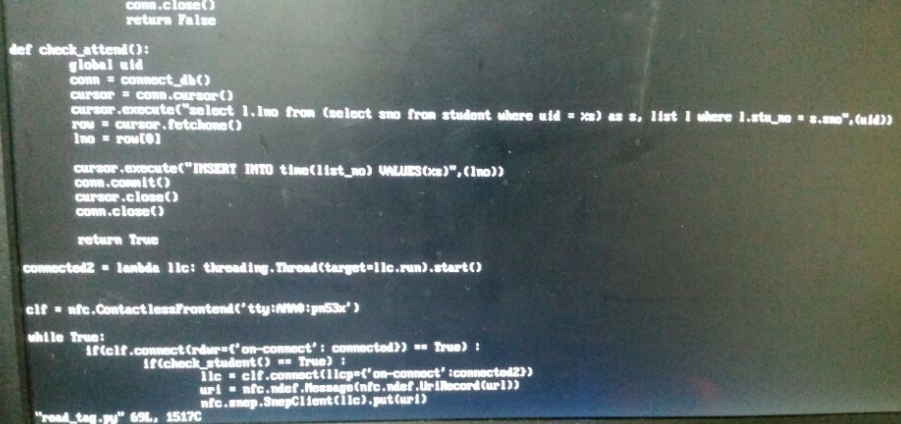 conn.close()
return False
def check_attend():
global uid
conn = connect_db()
cursor = conn.cursor()
cursor.execute("select l.lno from (select sno from student where uid = %s) as s, list l where l.stu_no = s.sno",(uid))
row = cursor.fetchone()
lno = row[0]
cursor.execute("INSERT INTO time(list_no) VALUES(%s)",(lno))
conn.commit()
cursor.close()
conn.close()
return True
connected2 = lambda llc: threading.Thread(target=llc.run).start()
clf = nfc.ContactlessFrontend('tty:AMA0:pn53x')
while True:
if(clf.connect(rdwr={'on-connect': connected}) == True) :
if(check_student() == True) :
llc = clf.connect(llcp={'on-connect':connected2})
uri = nfc.ndef.Message(nfc.ndef.UriRecord(url))
nfc.snep.SnepClient(llc).put(uri)
"read_tag.py" 69L, 1517C